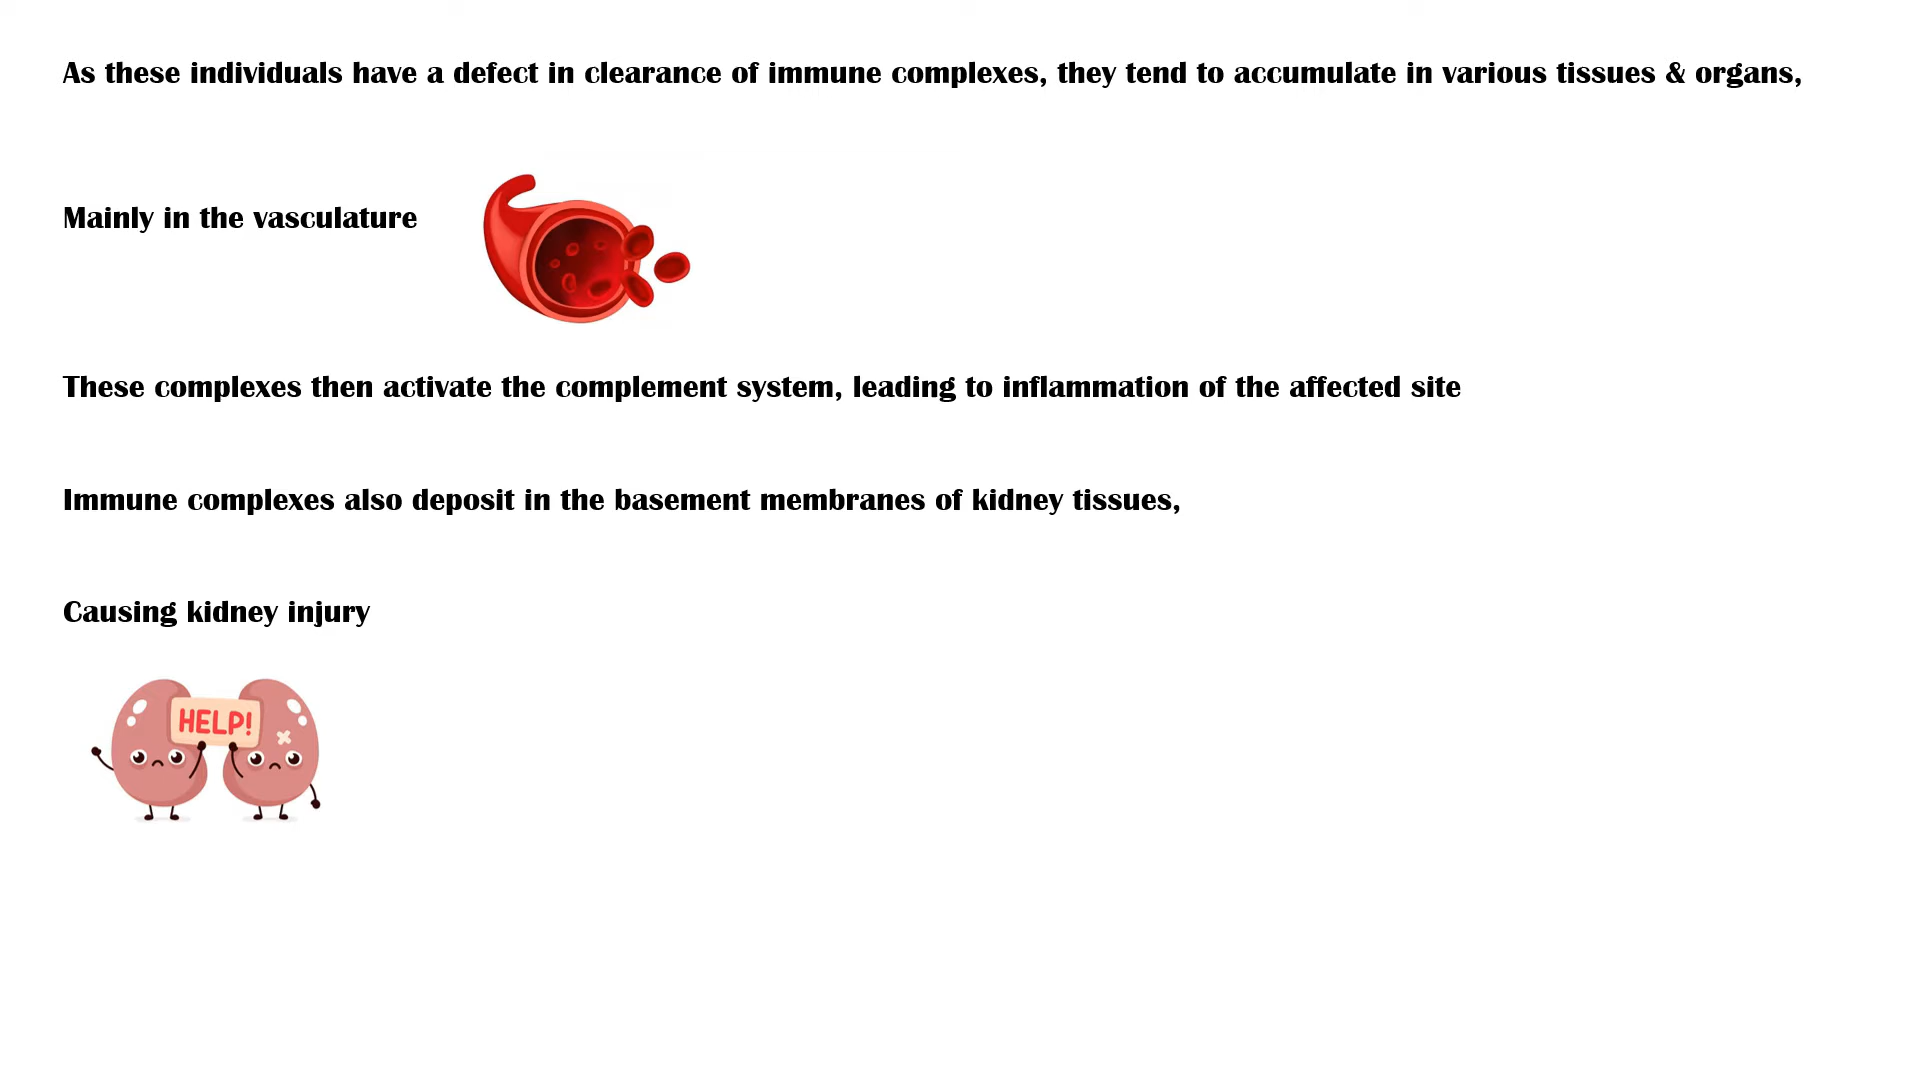 As these individuals have a defect in clearance of immune complexes, they tend to accumulate in various tissues & organs,
Mainly in the vasculature
These complexes then activate the complement system, leading to inflammation of the affected site
Immune complexes also deposit in the basement membranes of kidney tissues,
Causing kidney injury
HELP!